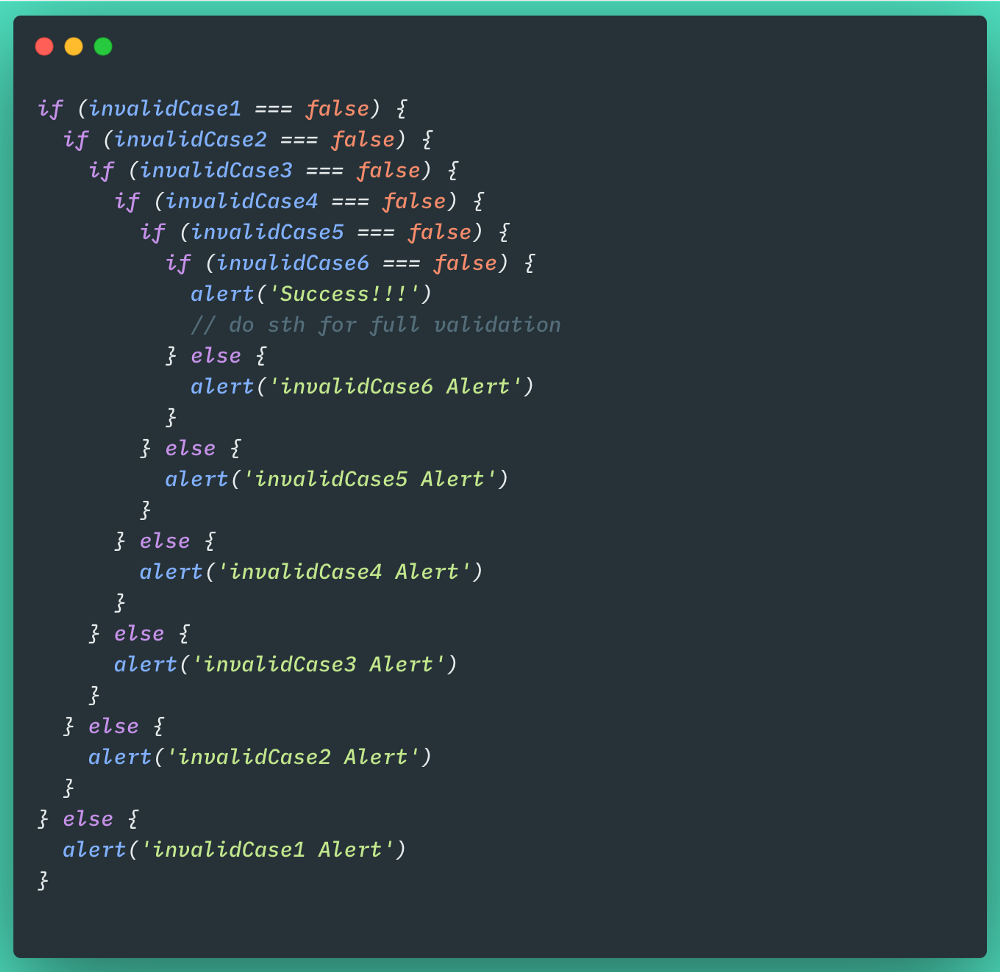 if (invalidCase1 === false) {
  if (invalidCase2 === false) {
    if (invalidCase3 === false) {
      if (invalidCase4 === false) {
        if (invalidCase5 === false) {
          if (invalidCase6 === false) {
            alert('Success!!!')
            // do sth for full validation
          } else {
            alert('invalidCase6 Alert')
          }
        } else {
          alert('invalidCase5 Alert')
        }
      } else {
        alert('invalidCase4 Alert')
      }
    } else {
      alert('invalidCase3 Alert')
    }
  } else {
    alert('invalidCase2 Alert')
  }
} else {
  alert('invalidCase1 Alert')
}